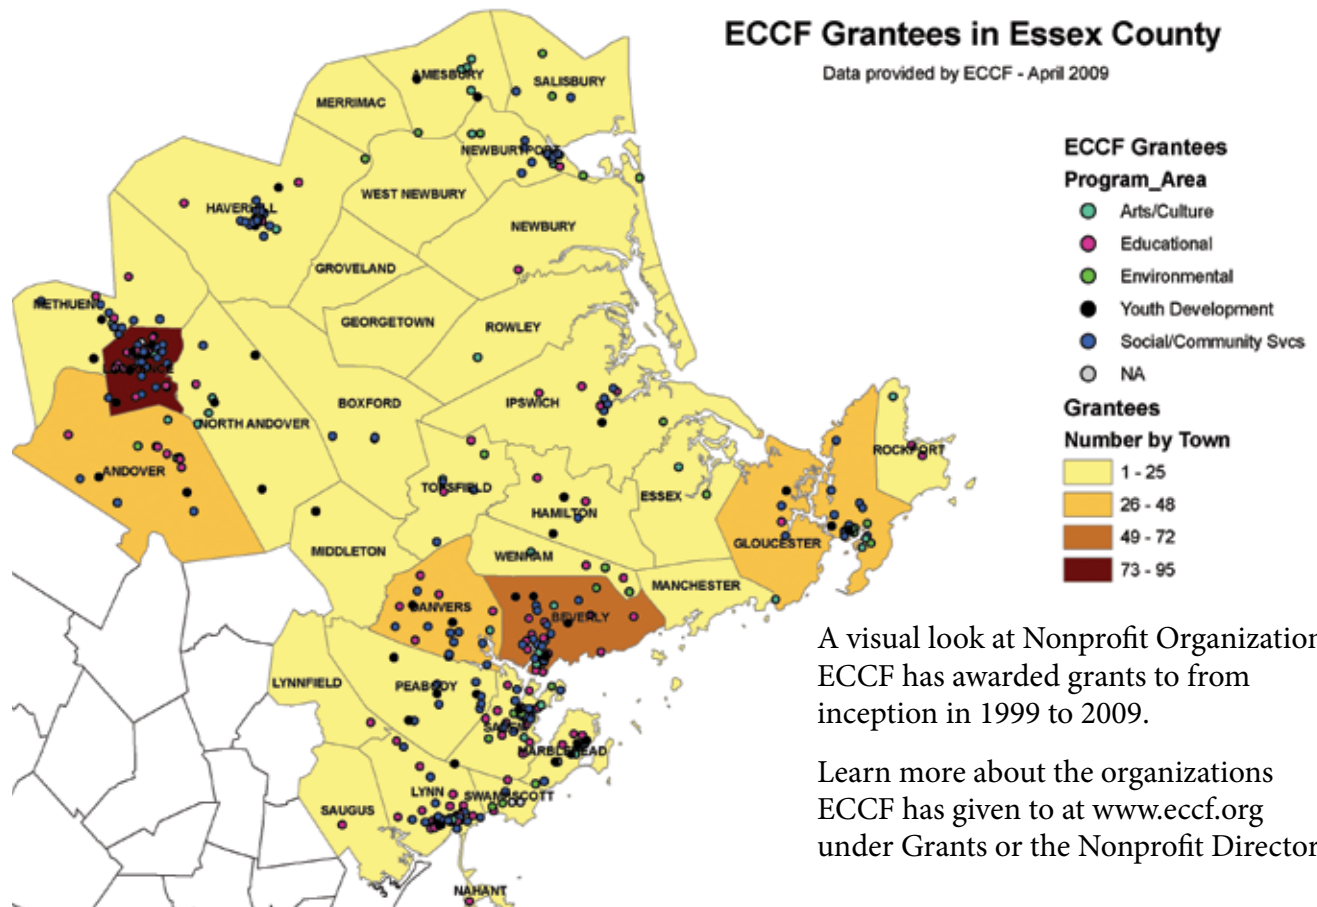 ECCF Grantees in Essex County
Data provided by ECCF - April 2009
AMESBURY
SALISBURY
MERRIMAC
NEWBURYPORT
WEST NEWBURY
HAVERHILL
NEWBURY
GROVELAND
METHUEN
GEORGETOWN
ROWLEY
LAWRENCE
BOXFORD
IPSWICH
NORTH ANDOVER
ROCKPORT
ANDOVER
TOPSFIELD
ESSEX
HAMILTON
GLOUCESTER
MIDDLETON
WENHAM
MANCHESTER
DANVERS
BEVERLY
LYNNFIELD
PEABODY
SALEM
MARBLEHEAD
LYNN
SWAMPSCOTT
SAUGUS
NAHANT
ECCF Grantees
Program_Area
Arts/Culture
Educational
Environmental
Youth Development
Social/Community Svcs
NA
Grantees
Number by Town
1 - 25
26 - 48
49 - 72
73 - 95
A visual look at Nonprofit Organization
ECCF has awarded grants to from
inception in 1999 to 2009.
Learn more about the organizations
ECCF has given to at www.eccf.org
under Grants or the Nonprofit Director